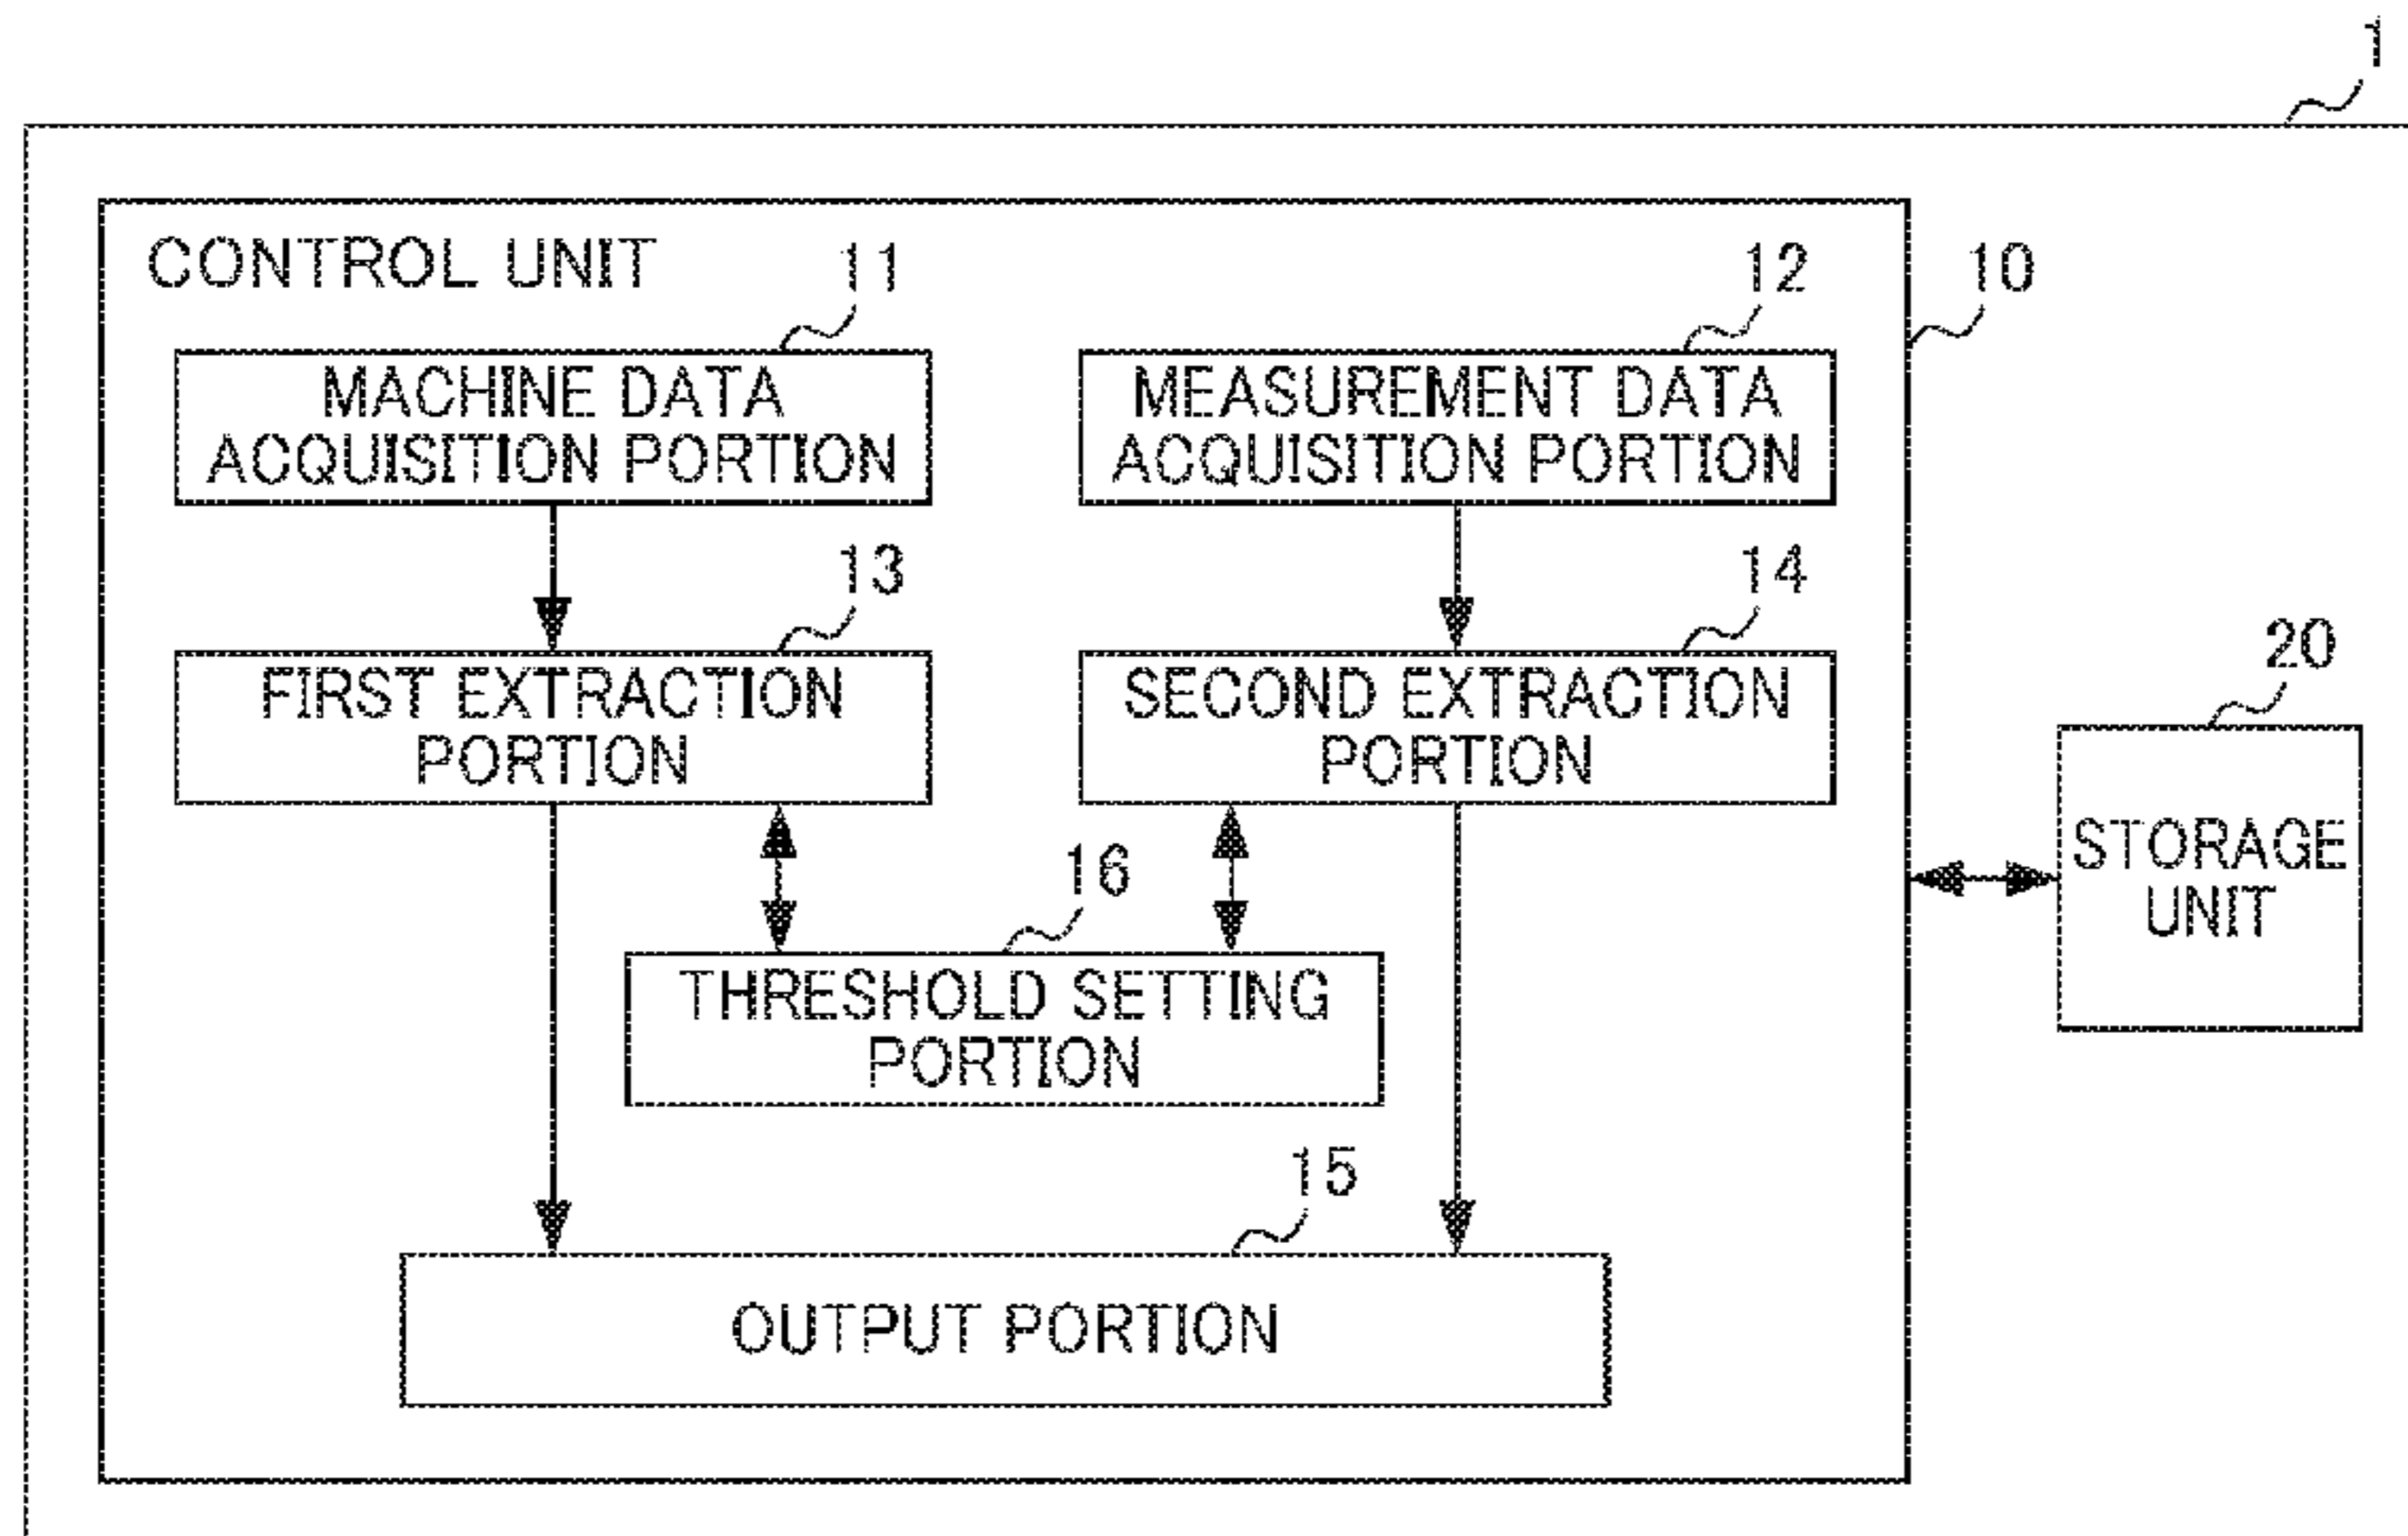 1
CONTROL UNIT
11
12
10
MACHINE DATA
ACQUISITION PORTION
MEASUREMENT DATA
ACQUISITION PORTION
13
14
FIRST EXTRACTION
PORTION
SECOND EXTRACTION
PORTION
20
STORAGE
UNIT
16
THRESHOLD SETTING
PORTION
15
OUTPUT PORTION